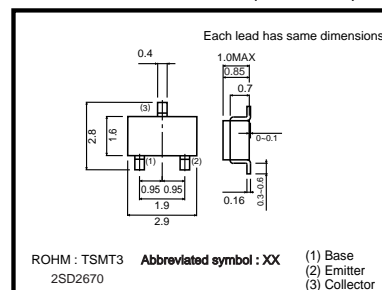 Each lead has same dimensions
0.4
1.0MAX
0.85
0.7
(3)
2.8
1.6
0~0.1
(1)
(2)
0.95 0.95
0.16
0.3~0.6
1.9
2.9
ROHM : TSMT3
Abbreviated symbol : XX
2SD2670
(1) Base
(2) Emitter
(3) Collector